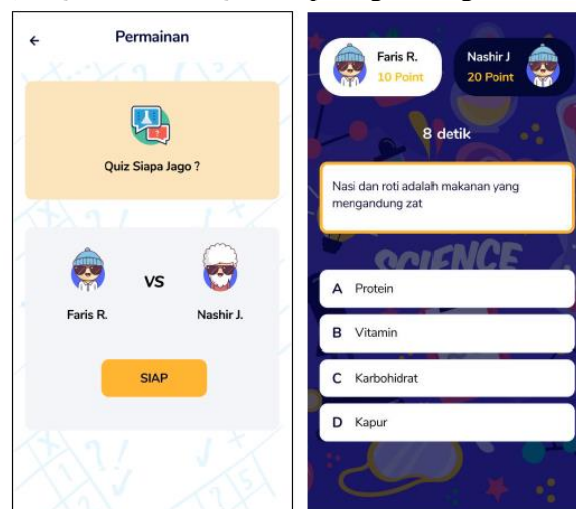 Permainan
Quiz Siapa Jago ?
VS
Faris R.
Nashir J.
SIAP
Faris R.
10 Point
Nashir J
20 Point
8 detik
Nasi dan roti adalah makanan yang
mengandung zat
SCIENCE
A Protein
B Vitamin
C Karbohidrat
D Kapur